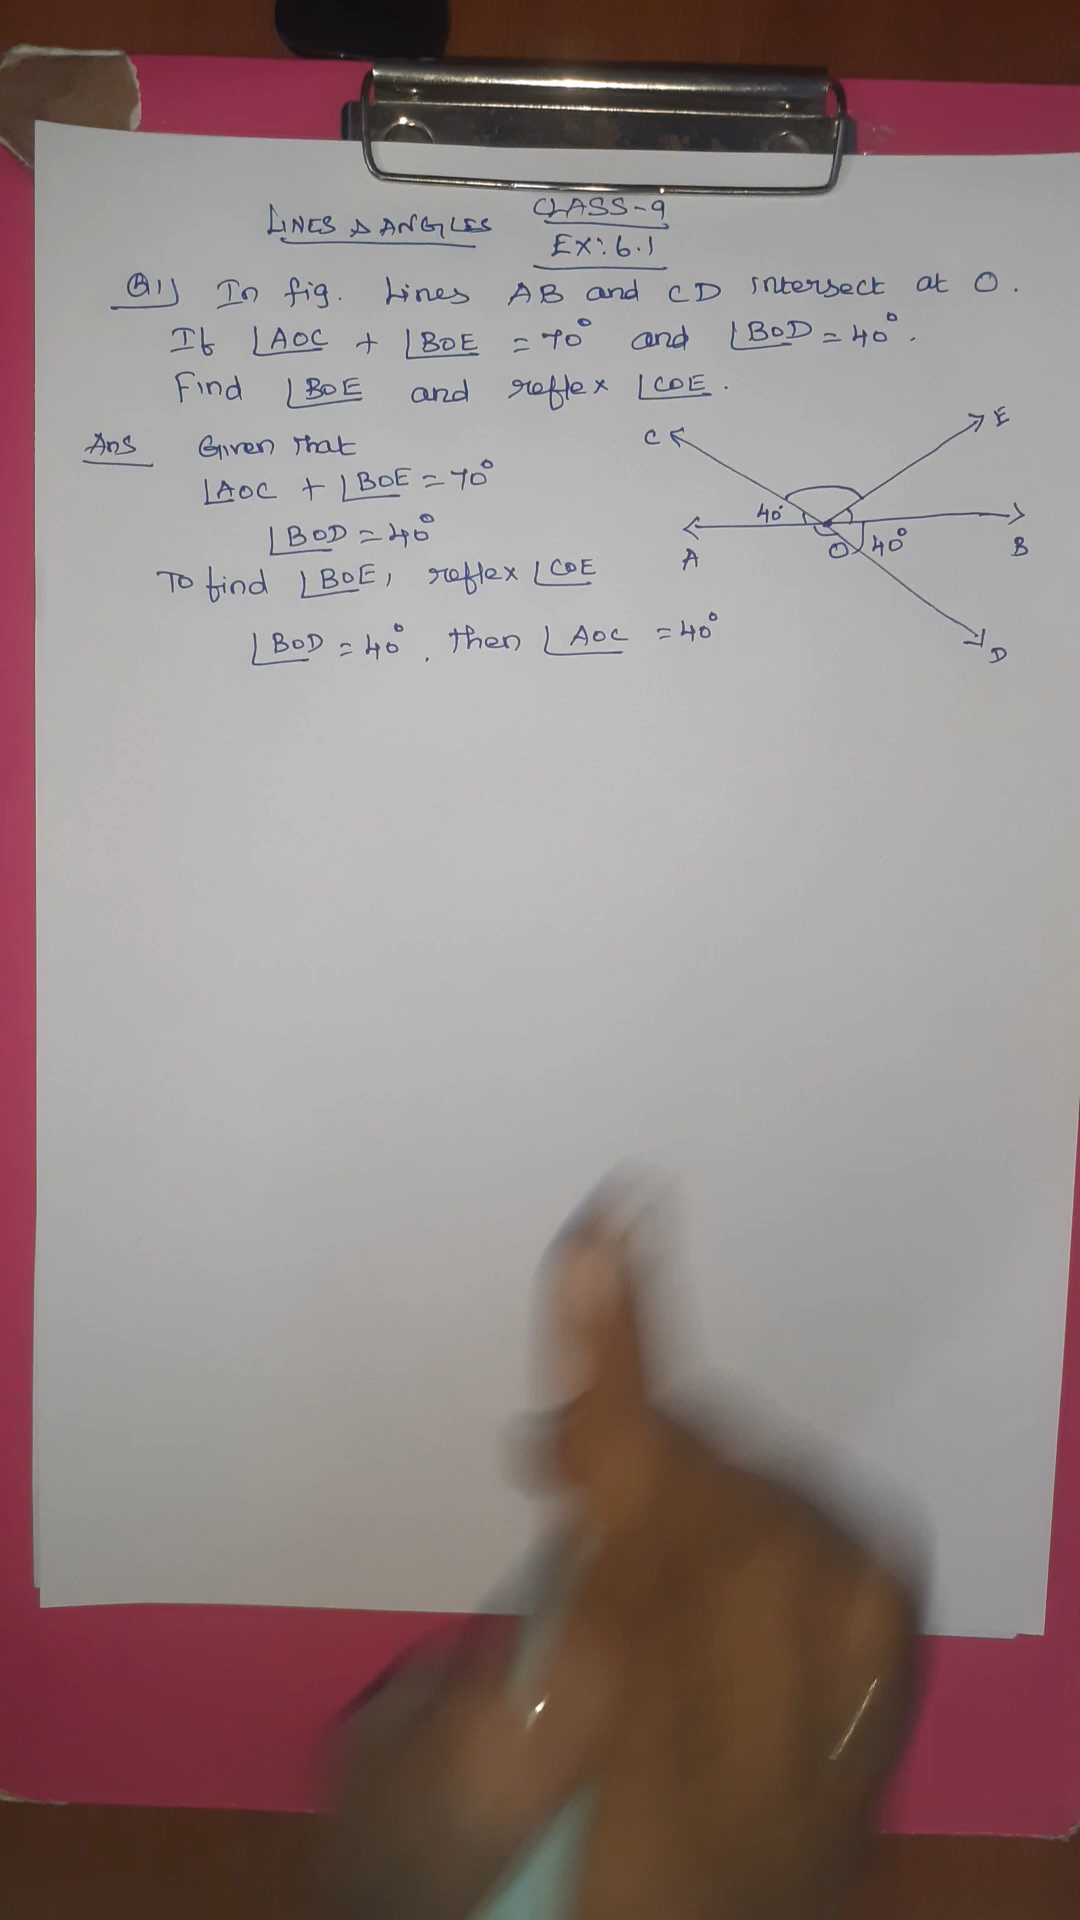 LINES & ANGLES CLASS-9
EX: 6.1
Q1) In fig. Lines AB and CD intersect at O.
If ∠AOC + ∠BOE = 70° and ∠BOD = 40°.
Find ∠BOE and reflex ∠COE.
Ans Given that
∠AOC + ∠BOE = 70°
∠BOD = 40°
To find ∠BOE, reflex ∠COE
∠BOD = 40°, then ∠AOC = 40°
C E
40°
A O 40° B
D